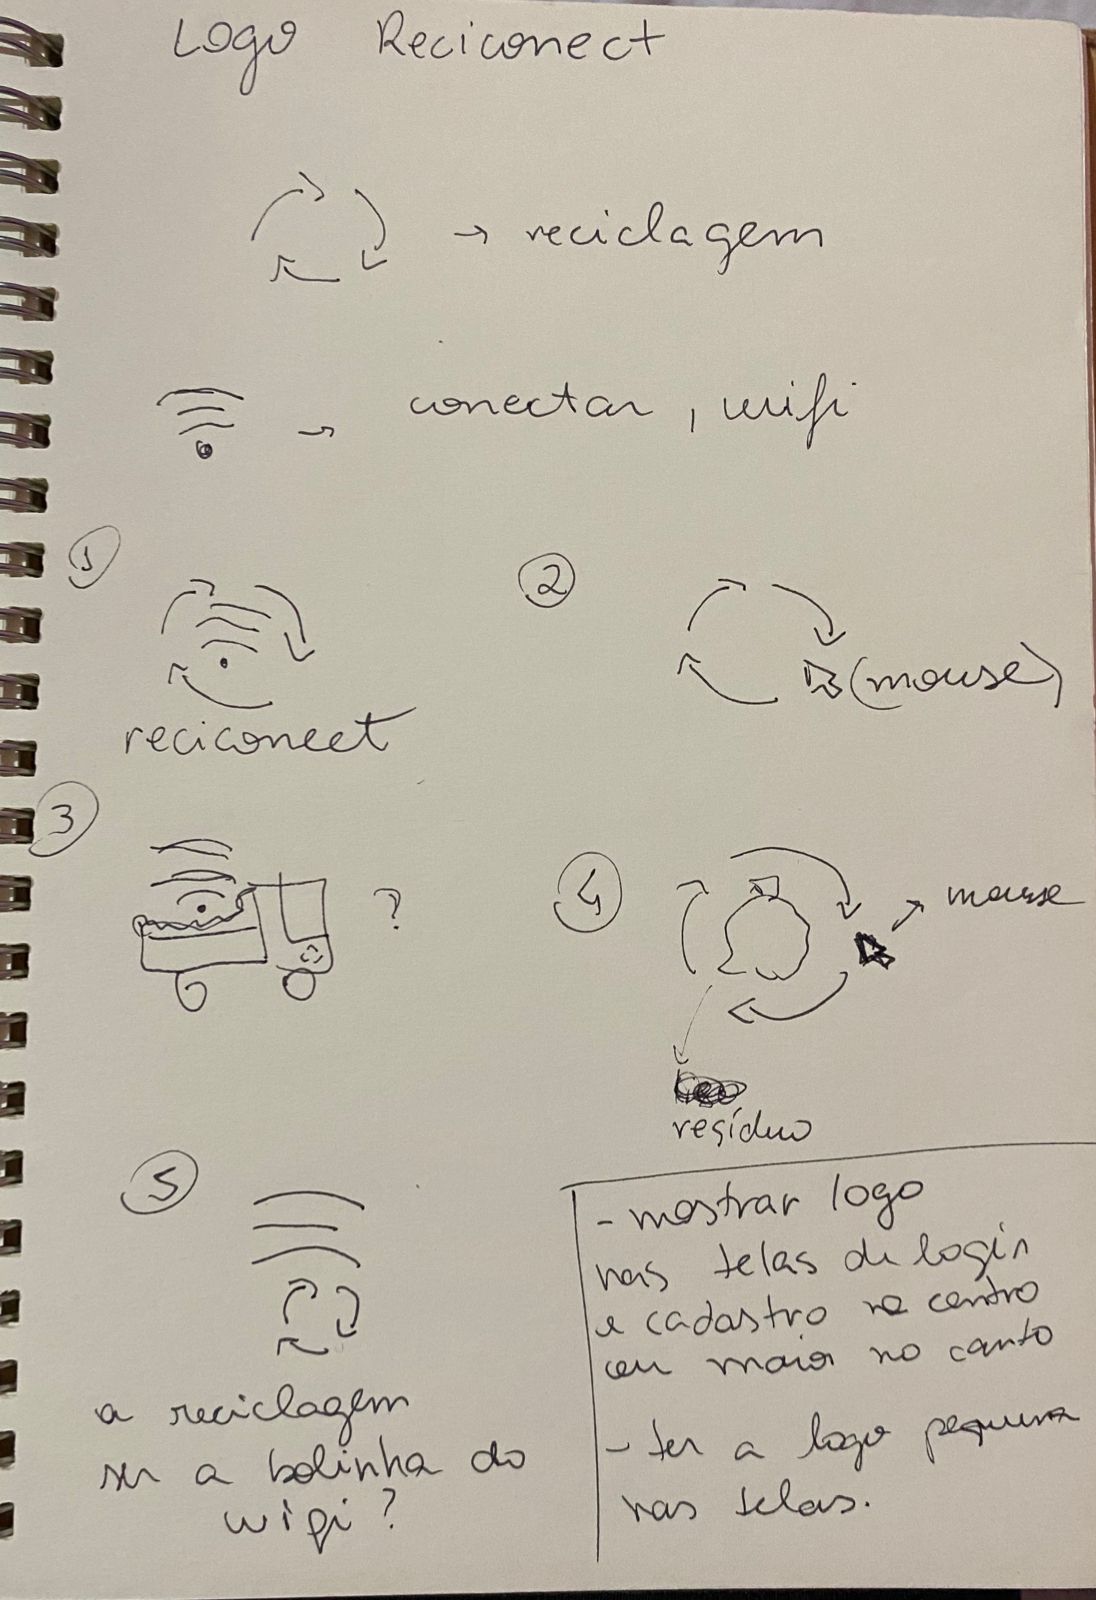 Logo Reciconect
→ reciclagem
→ conectar, wifi
1
reciconect
2
(mouse)
3
?
4
mouse
resíduo
5
a reciclagem
ser a bolinha do
wifi?
- mostrar logo
nas telas de login
e cadastro no centro
ou maior no canto
- ter a logo pequena
nas telas.